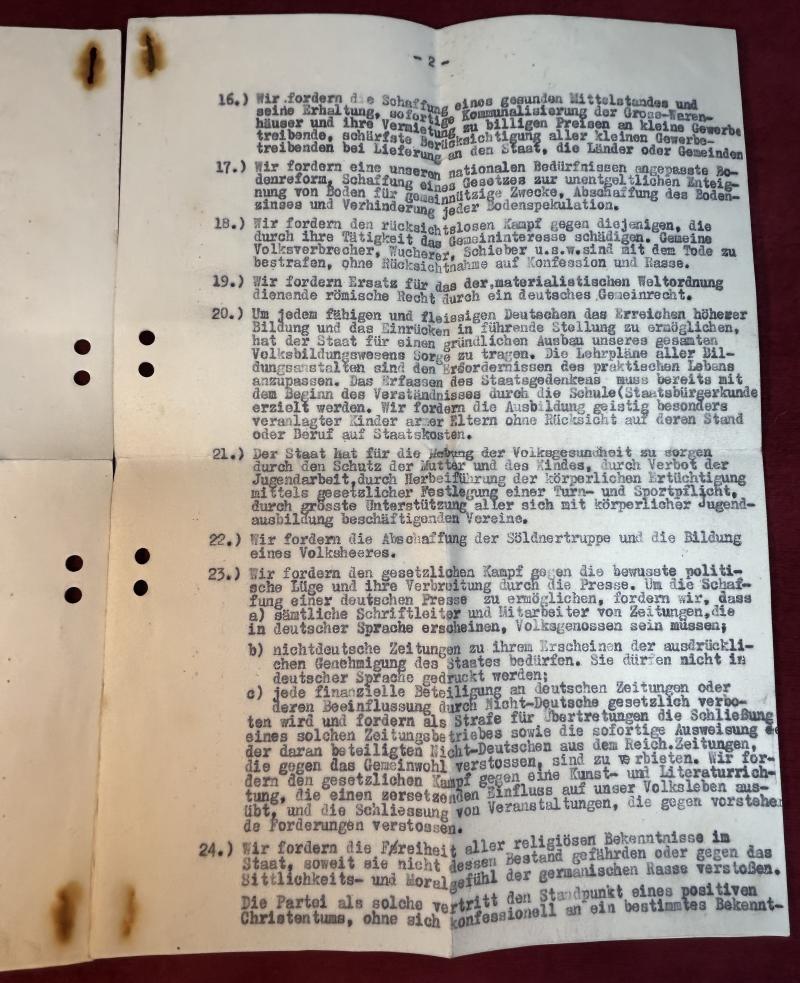 - 2 -
16.) Wir fordern die Schaffung eines gesunden Mittelstandes und
seine Erhaltung, sofortige Kommunalisierung der Gross-Waren-
häuser und ihre Vermietung zu billigen Preisen an kleine Gewerbe
treibende, schärfste Berücksichtigung aller kleinen Gewerbe-
treibenden bei Lieferung an den Staat, die Länder oder Gemeinden
17.) Wir fordern eine unseren nationalen Bedürfnissen angepasste Bo-
denreform, Schaffung eines Gesetzes zur unentgeltlichen Enteig-
nung von Boden für gemeinnützige Zwecke, Abschaffung des Boden-
zinses und Verhinderung jeder Bodenspekulation.
18.) Wir fordern den rücksichtslosen Kampf gegen diejenigen, die
durch ihre Tätigkeit das Gemeininteresse schädigen. Gemeine
Volksverbrecher, Wucherer, Schieber u.s.w. sind mit dem Tode zu
bestrafen, ohne Rücksichtnahme auf Konfession und Rasse.
19.) Wir fordern Ersatz für das der, materialistischen Weltordnung
dienende römische Recht durch ein deutsches Gemeinrecht.
20.) Um jedem fähigen und fleissigen Deutschen das Erreichen höherer
Bildung und das Einrücken in führende Stellung zu ermöglichen,
hat der Staat für einen gründlichen Ausbau unseres gesamten
Volksbildungswesens Sorge zu tragen. Die Lehrpläne aller Bil-
dungsanstalten sind den Erfordernissen des praktischen Lebens
anzupassen. Das Erfassen des Staatsgedenkens muss bereits mit
dem Beginn des Verständnisses durch die Schule(Staatsbürgerkunde
erzielt werden. Wir fordern die Ausbildung geistig besonders
veranlagter Kinder armer Eltern ohne Rücksicht auf deren Stand
oder Beruf auf Staatskosten.
21.) Der Staat hat für die Hebung der Volksgesundheit zu sorgen
durch den Schutz der Mutter und des Kindes, durch Verbot der
Jugendarbeit, durch Herbeiführung der körperlichen Ertüchtigung
mittels gesetzlicher Festlegung einer Turn- und Sportpflicht,
durch grösste Unterstützung aller sich mit körperlicher Jugend-
ausbildung beschäftigenden Vereine.
22.) Wir fordern die Abschaffung der Söldnertruppe und die Bildung
eines Volksheeres.
23.) Wir fordern den gesetzlichen Kampf gegen die bewusste politi-
sche Lüge und ihre Verbreitung durch die Presse. Um die Schaf-
fung einer deutschen Presse zu ermöglichen, fordern wir, dass
a) sämtliche Schriftleiter und Mitarbeiter von Zeitungen, die
in deutscher Sprache erscheinen, Volksgenossen sein müssen;
b) nichtdeutsche Zeitungen zu ihrem Erscheinen der ausdrückli-
chen Genehmigung des Staates bedürfen. Sie dürfen nicht in
deutscher Sprache gedruckt werden;
c) jede finanzielle Beteiligung an deutschen Zeitungen oder
deren Beeinflussung durch Nicht-Deutsche gesetzlich verbo-
ten wird und fordern als Strafe für Übertretungen die Schließung
eines solchen Zeitungsbetriebes sowie die sofortige Ausweisung de
der daran beteiligten Nicht-Deutschen aus dem Reich. Zeitungen,
die gegen das Gemeinwohl verstossen, sind zu verbieten. Wir for-
dern den gesetzlichen Kampf gegen eine Kunst- und Literaturrich-
tung, die einen zersetzenden Einfluss auf unser Volksleben aus-
übt, und die Schliessung von Veranstaltungen, die gegen vorstehen
de Forderungen verstossen.
24.) Wir fordern die Freiheit aller religiösen Bekenntnisse im
Staat, soweit sie nicht dessen Bestand gefährden oder gegen das
Sittlichkeits- und Moralgefühl der germanischen Rasse verstoßen.
Die Partei als solche vertritt den Standpunkt eines positiven
Christentums, ohne sich konfessionell an ein bestimmtes Bekennt-